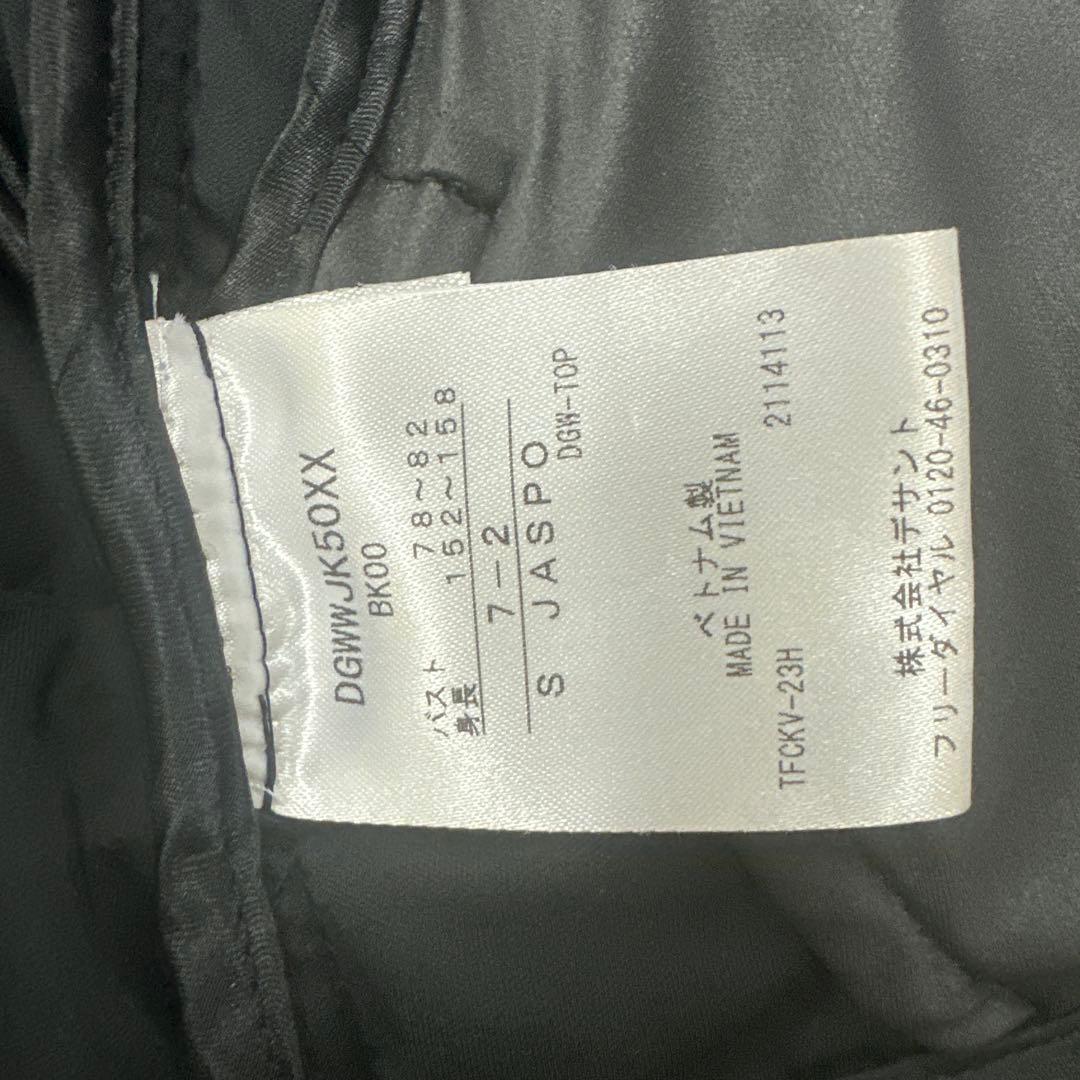 DGWWJK50XX
BK00
バスト 78～82
身長 152～158
7-2
S JASPO
DGW-TOP
ベトナム製
MADE IN VIETNAM
TFCKV-23H 2114113
株式会社デサント
フリーダイヤル 0120-46-0310